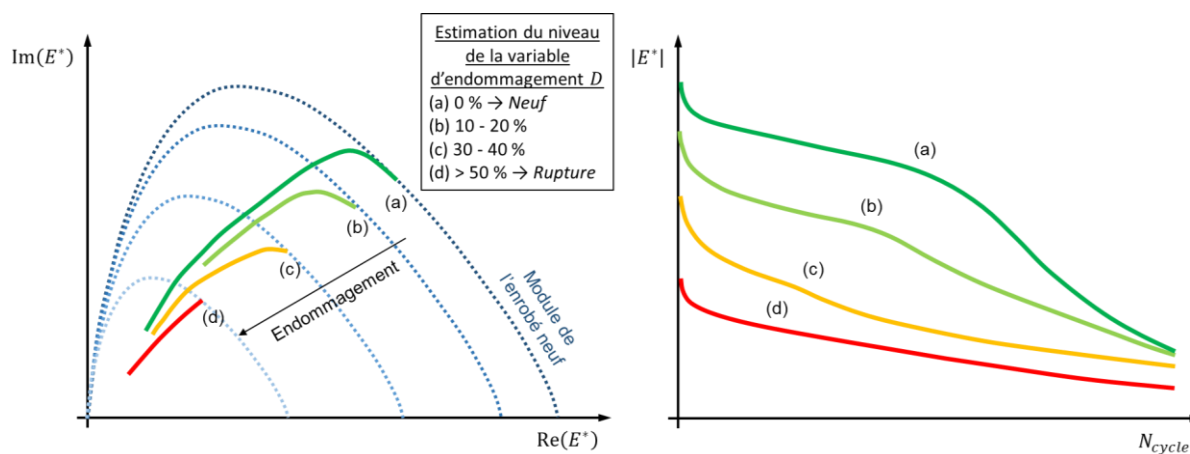 Im(E*)
Estimation du niveau
de la variable
d'endommagement D
(a) 0 % → Neuf
(b) 10 - 20 %
(c) 30 - 40 %
(d) > 50 % → Rupture
(a)
(b)
(c)
(d)
Endommagement
Module de
l'enrobé neuf
Re(E*)
|E*|
(a)
(b)
(c)
(d)
N_cycle